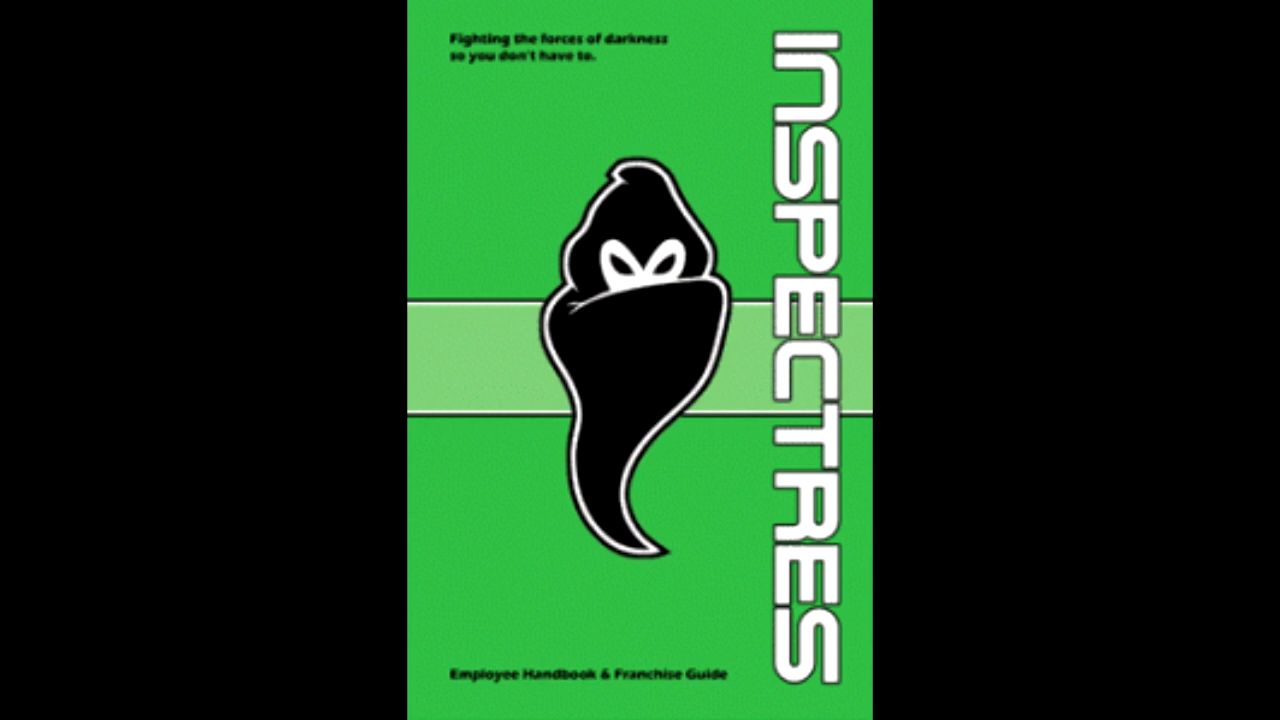 Fighting the forces of darkness
so you don't have to.
INSPECTRES
Employee Handbook & Franchise Guide